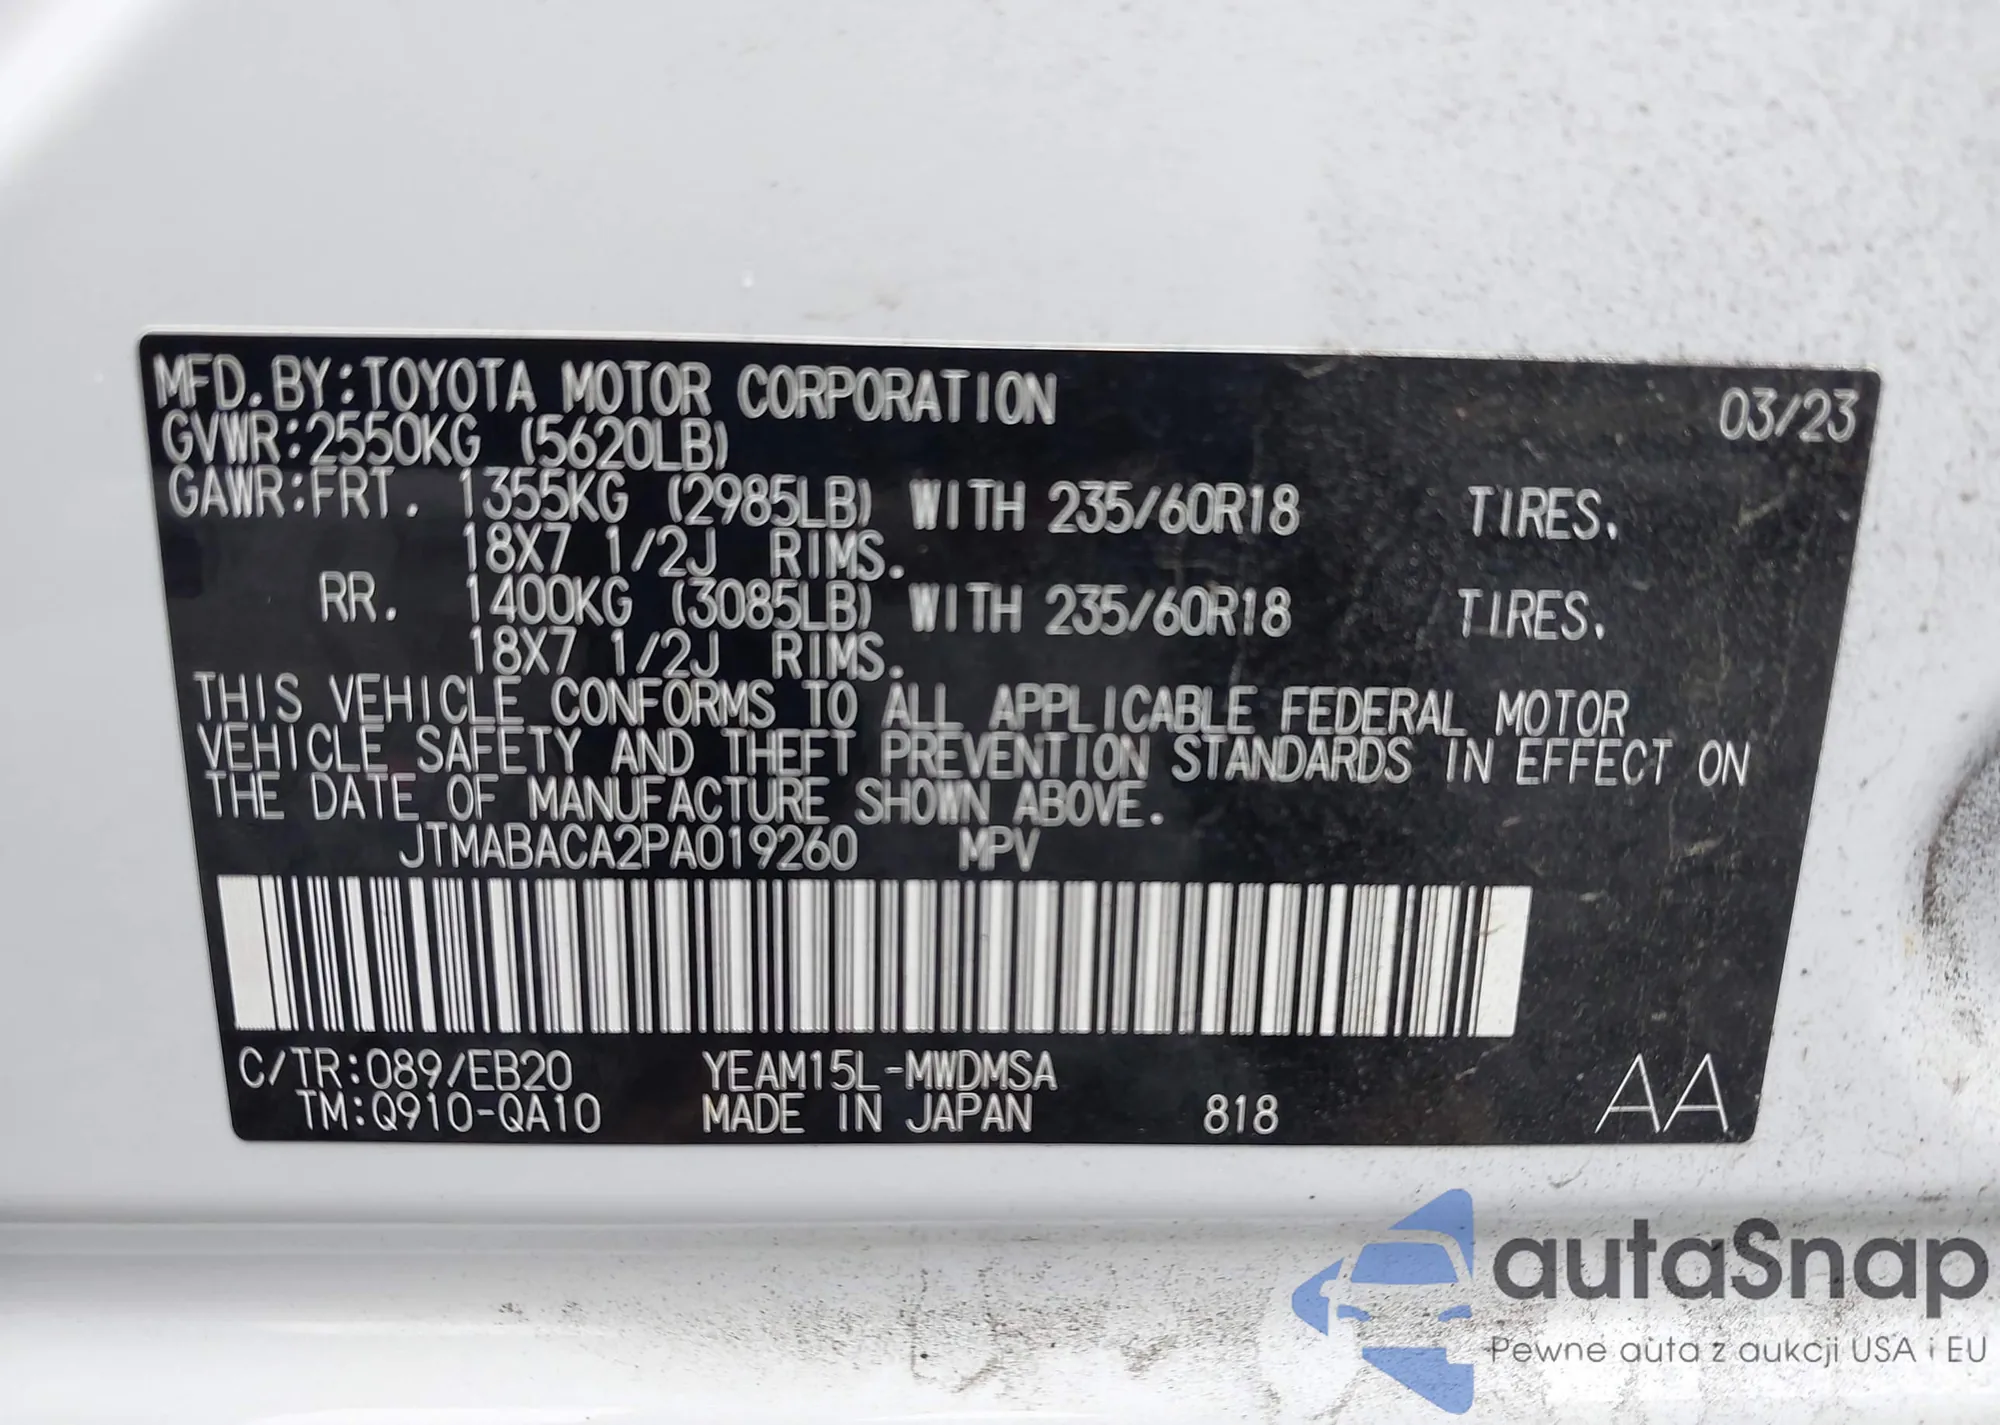 MFD.BY:TOYOTA MOTOR CORPORATION 03/23
GVWR:2550KG (5620LB)
GAWR:FRT. 1355KG (2985LB) WITH 235/60R18 TIRES.
18X7 1/2J RIMS.
RR. 1400KG (3085LB) WITH 235/60R18 TIRES.
18X7 1/2J RIMS.
THIS VEHICLE CONFORMS TO ALL APPLICABLE FEDERAL MOTOR
VEHICLE SAFETY AND THEFT PREVENTION STANDARDS IN EFFECT ON
THE DATE OF MANUFACTURE SHOWN ABOVE.
JTMABACA2PA019260 MPV
C/TR:089/EB20 YEAM15L-MWDMSA AA
TM:Q910-QA10 MADE IN JAPAN 818
autaSnap
Pewne auta z aukcji USA i EU